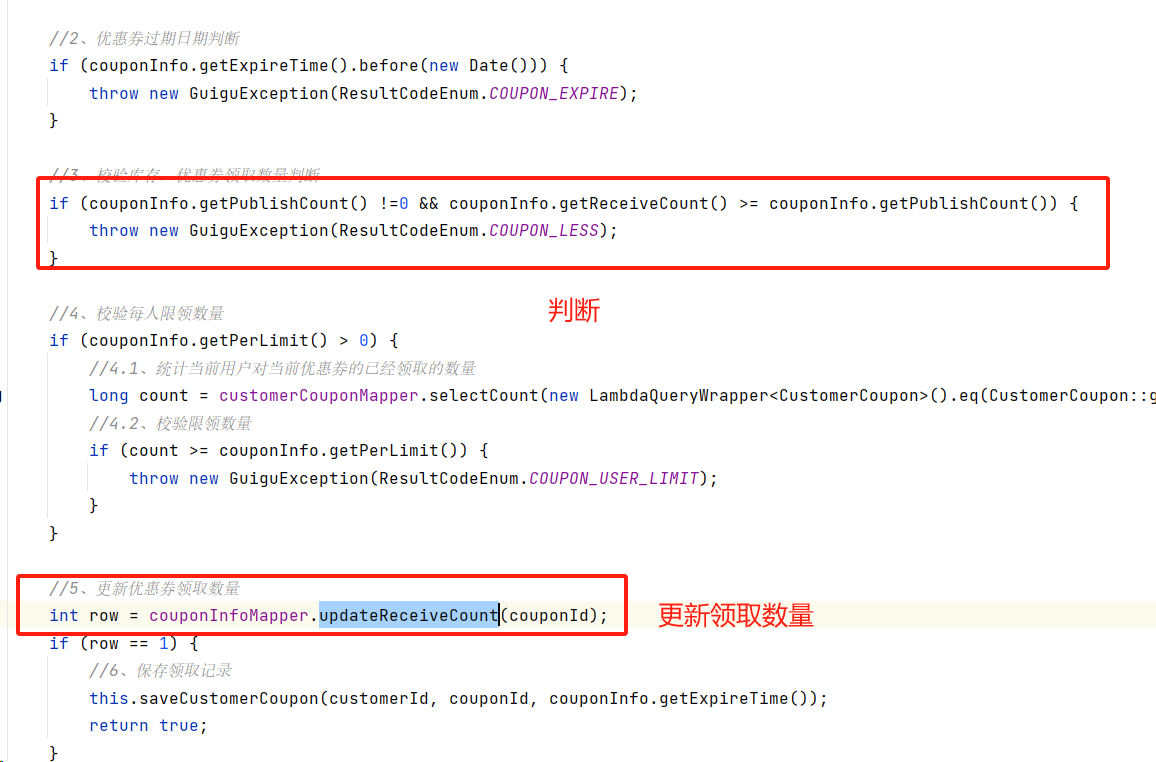 //2、优惠券过期日期判断
if (couponInfo.getExpireTime().before(new Date())) {
throw new GuiguException(ResultCodeEnum.COUPON_EXPIRE);
}
//3、校验库存，优惠券领取数量判断
if (couponInfo.getPublishCount() !=0 && couponInfo.getReceiveCount() >= couponInfo.getPublishCount()) {
throw new GuiguException(ResultCodeEnum.COUPON_LESS);
}
判断
//4、校验每人限领数量
if (couponInfo.getPerLimit() > 0) {
//4.1、统计当前用户对当前优惠券的已经领取的数量
long count = customerCouponMapper.selectCount(new LambdaQueryWrapper<CustomerCoupon>().eq(CustomerCoupon::g
//4.2、校验限领数量
if (count >= couponInfo.getPerLimit()) {
throw new GuiguException(ResultCodeEnum.COUPON_USER_LIMIT);
}
}
//5、更新优惠券领取数量
int row = couponInfoMapper.updateReceiveCount(couponId); 更新领取数量
if (row == 1) {
//6、保存领取记录
this.saveCustomerCoupon(customerId, couponId, couponInfo.getExpireTime());
return true;
}